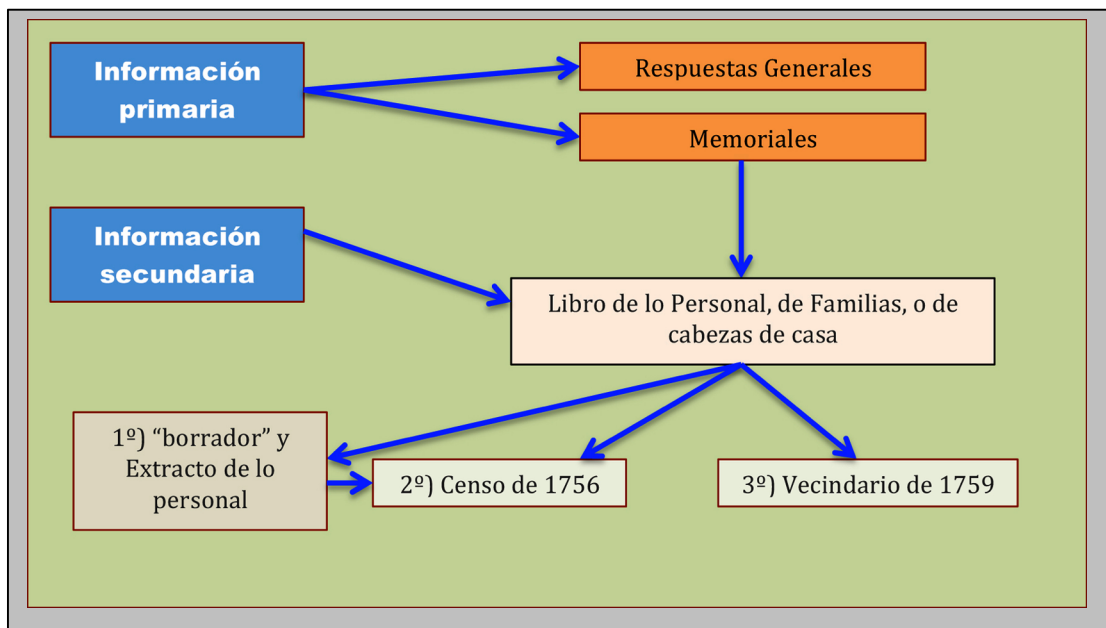 Información
primaria
Respuestas Generales
Memoriales
Información
secundaria
Libro de lo Personal, de Familias, o de
cabezas de casa
1º) “borrador” y
Extracto de lo
personal
2º) Censo de 1756
3º) Vecindario de 1759